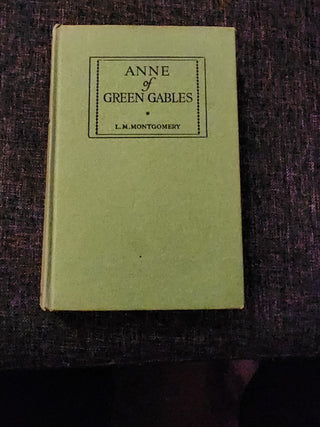 ANNE
of
GREEN GABLES
L. M. MONTGOMERY